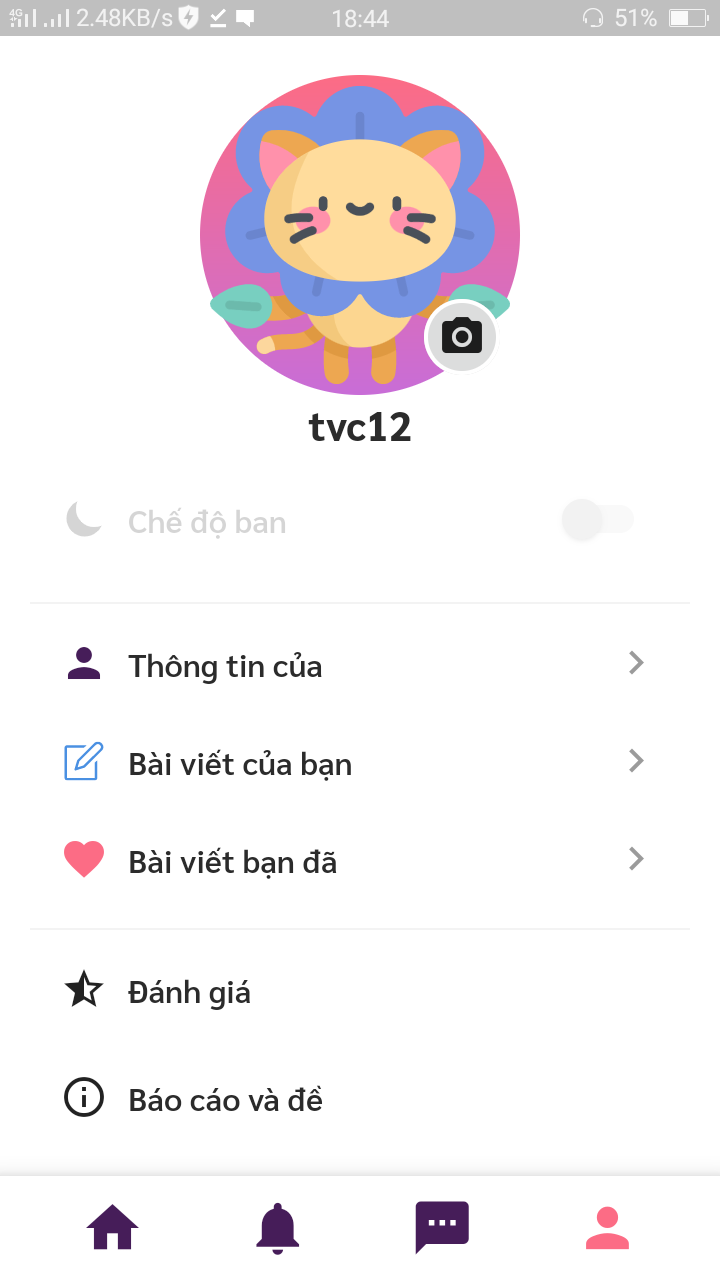 4G 2.48KB/s 18:44 51%
tvc12
Chế độ ban
Thông tin của
Bài viết của bạn
Bài viết bạn đã
Đánh giá
Báo cáo và đề